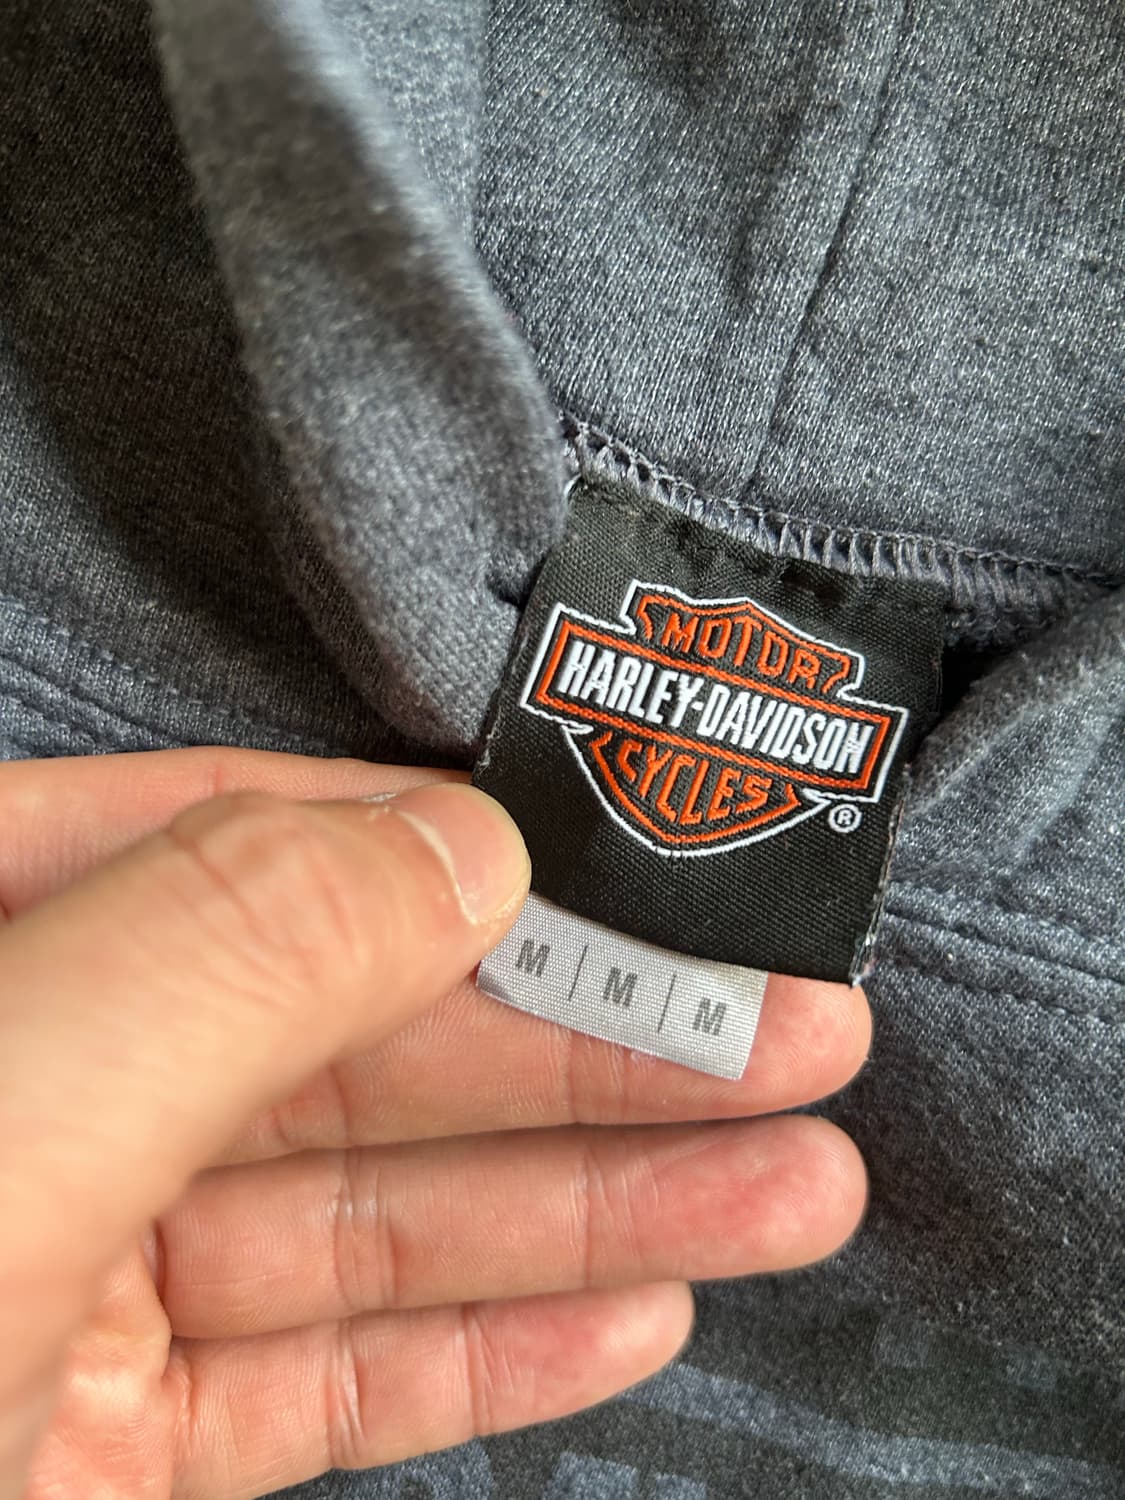 MOTOR
HARLEY-DAVIDSON
CYCLES
®
M | M | M